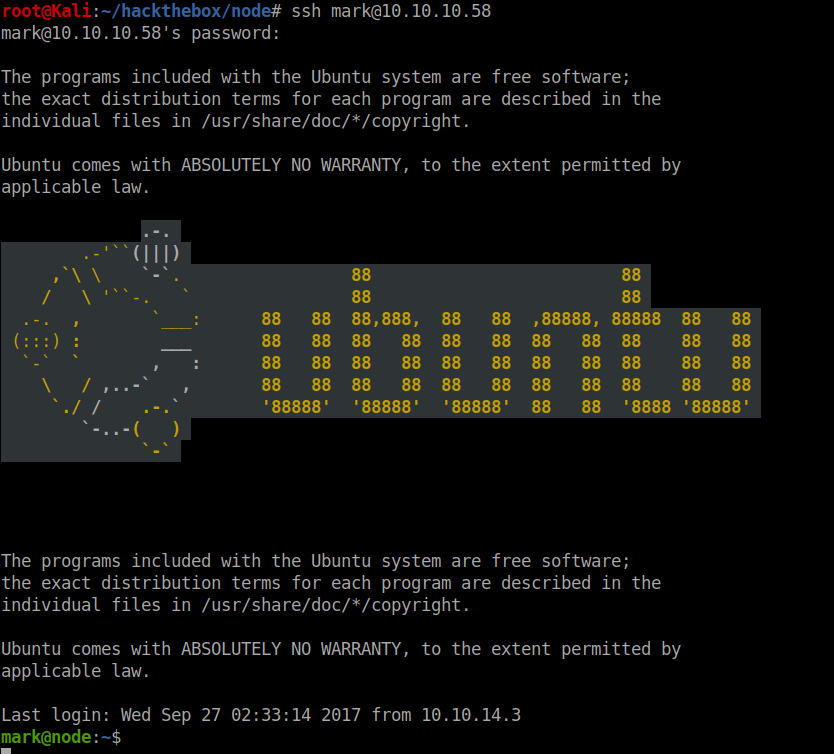 root@Kali:~/hackthebox/node# ssh mark@10.10.10.58
mark@10.10.10.58's password:

The programs included with the Ubuntu system are free software;
the exact distribution terms for each program are described in the
individual files in /usr/share/doc/*/copyright.

Ubuntu comes with ABSOLUTELY NO WARRANTY, to the extent permitted by
applicable law.

              .-.
        .-'``(|||)
     ,`\ \    `-`.                 88                         88
    /   \ '``-.   `                88                         88
  .-.  ,       `___:      88   88  88,888,  88   88  ,88888, 88888  88   88
 (:::) :        ___       88   88  88   88  88   88  88   88  88    88   88
  `-`  `       ,   :      88   88  88   88  88   88  88   88  88    88   88
    \   / ,..-`   ,       88   88  88   88  88   88  88   88  88    88   88
     `./ /    .-.`        '88888'  '88888'  '88888'  88   88  '8888 '88888'
        `-..-(   )
              `-`

The programs included with the Ubuntu system are free software;
the exact distribution terms for each program are described in the
individual files in /usr/share/doc/*/copyright.

Ubuntu comes with ABSOLUTELY NO WARRANTY, to the extent permitted by
applicable law.

Last login: Wed Sep 27 02:33:14 2017 from 10.10.14.3
mark@node:~$